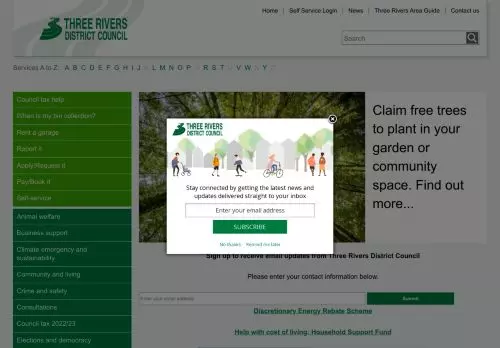 Home | Self Service Login | News | Three Rivers Area Guide | Contact us
THREE RIVERS
DISTRICT COUNCIL
Search
Services A to Z: A B C D E F G H I J K L M N O P Q R S T U V W X Y Z
Council tax help
When is my bin collection?
Rent a garage
Report it
Apply/Request it
Pay/Book it
Self-service
Animal welfare
Business support
Climate emergency and
sustainability
Community and living
Crime and safety
Consultations
Council tax 2022/23
Elections and democracy
Claim free trees
to plant in your
garden or
community
space. Find out
more...
THREE RIVERS
DISTRICT COUNCIL
Stay connected by getting the latest news and
updates delivered straight to your inbox
Enter your email address
SUBSCRIBE
No thanks Remind me later
Sign up to receive email updates from Three Rivers District Council
Please enter your contact information below.
Enter your email address
Submit
Discretionary Energy Rebate Scheme
Help with cost of living: Household Support Fund